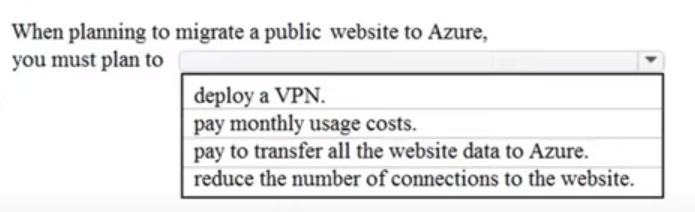 When planning to migrate a public website to Azure,
you must plan to
deploy a VPN.
pay monthly usage costs.
pay to transfer all the website data to Azure.
reduce the number of connections to the website.